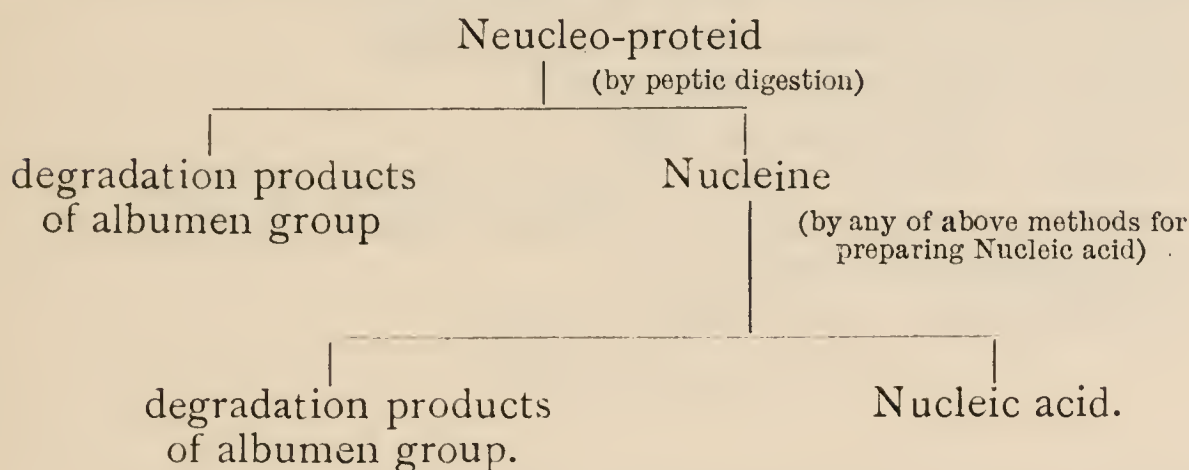 Neucleo-proteid
(by peptic digestion)
degradation products
of albumen group
Nucleine
(by any of above methods for
preparing Nucleic acid)
degradation products
of albumen group.
Nucleic acid.